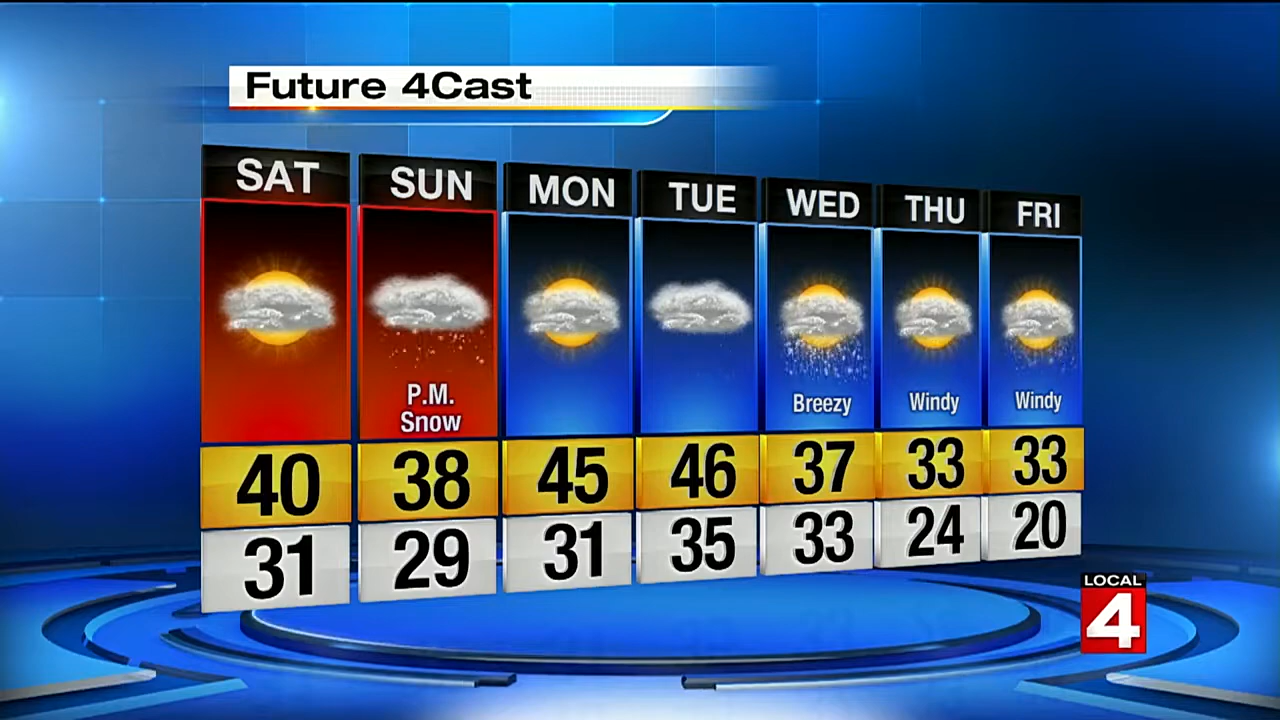 Future 4Cast
SAT SUN MON TUE WED THU FRI
P.M.
Snow
Breezy Windy Windy
40 38 45 46 37 33 33
31 29 31 35 33 24 20
LOCAL
4